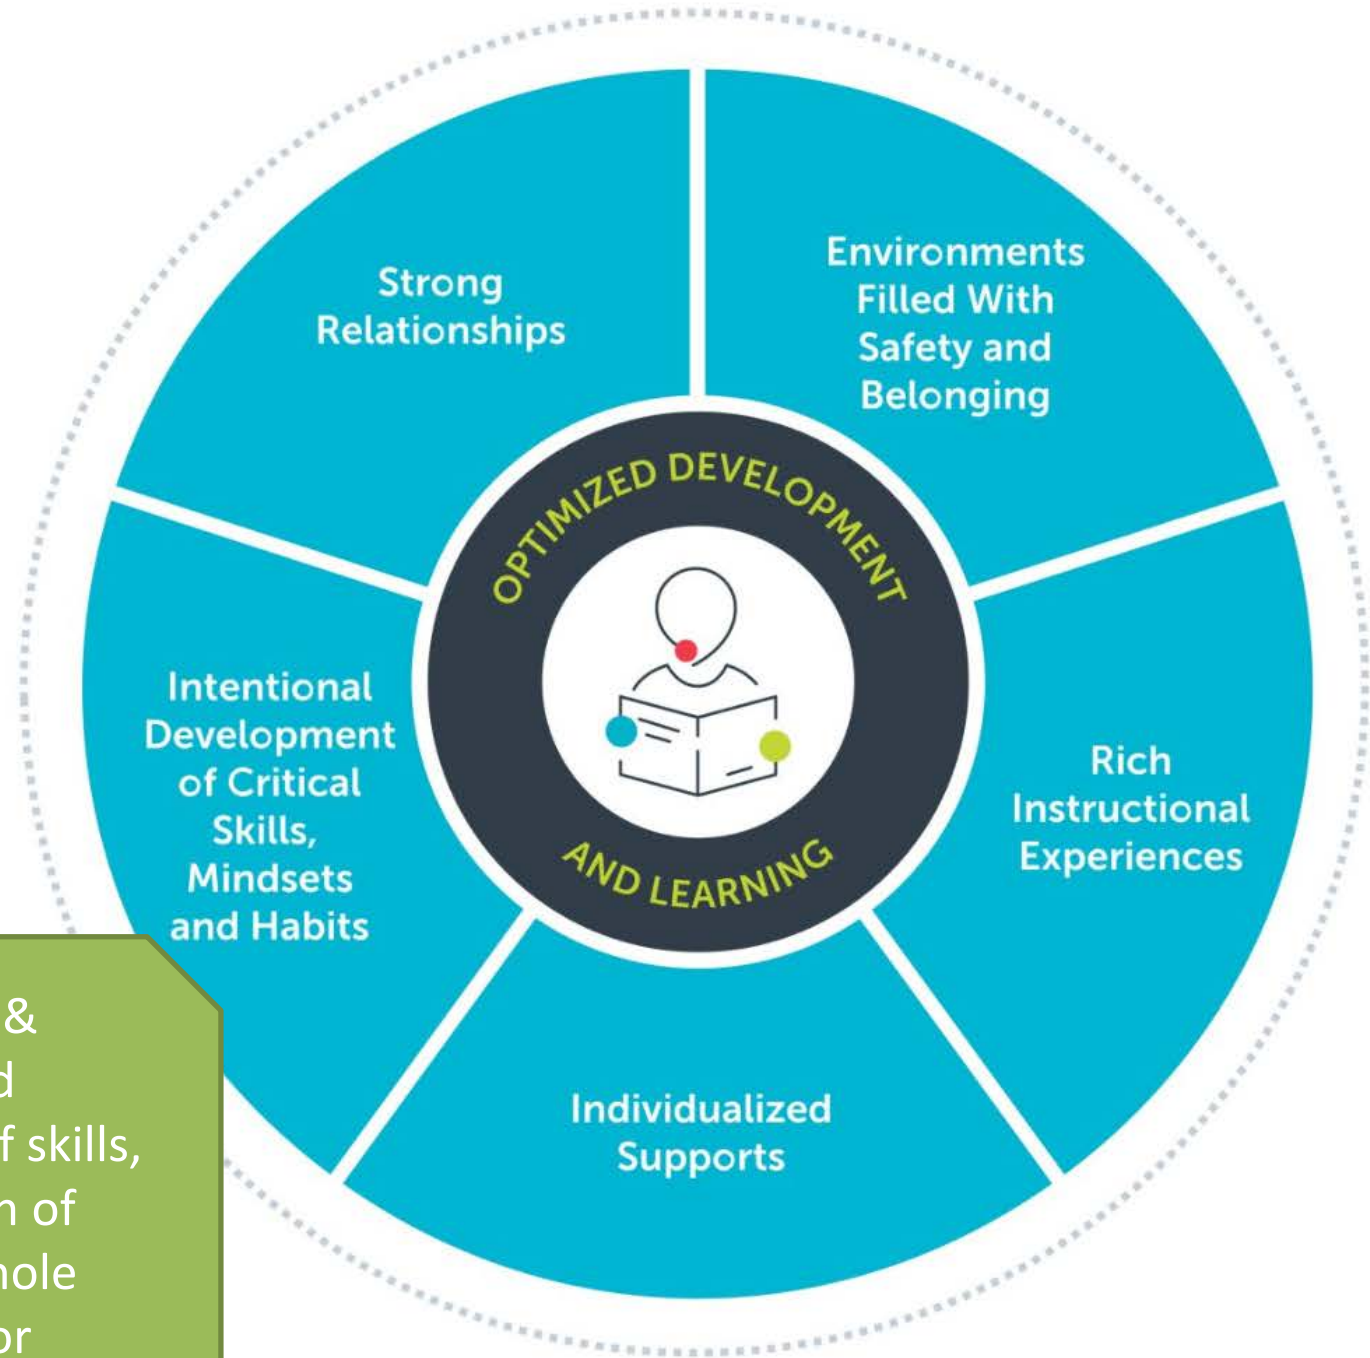 Strong
Relationships
Environments
Filled With
Safety and
Belonging
OPTIMIZED DEVELOPMENT
AND LEARNING
Intentional
Development
of Critical
Skills,
Mindsets
and Habits
Rich
Instructional
Experiences
Individualized
Supports
&
skills,
of